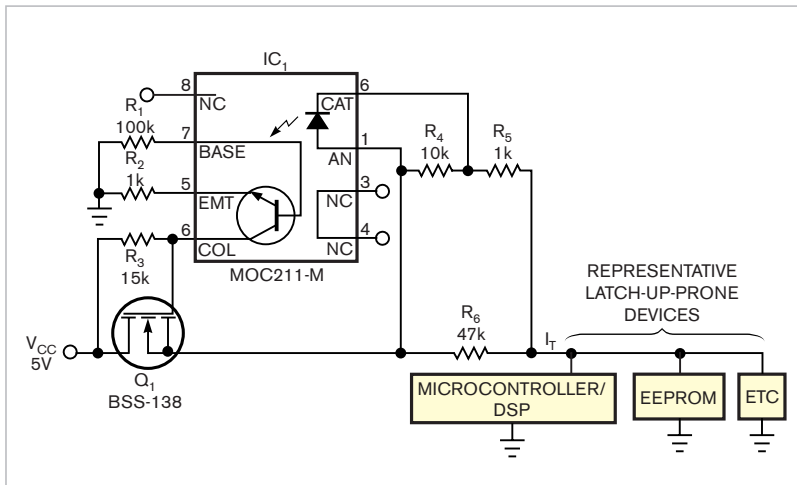 IC1
8
NC
R1
100k
7
BASE
R2
1k
5
EMT
6
COL
R3
15k
MOC211-M
6
CAT
1
AN
3
NC
4
NC
R4
10k
R5
1k
R6
47k
IT
REPRESENTATIVE
LATCH-UP-PRONE
DEVICES
VCC
5V
Q1
BSS-138
MICROCONTROLLER/
DSP
EEPROM
ETC